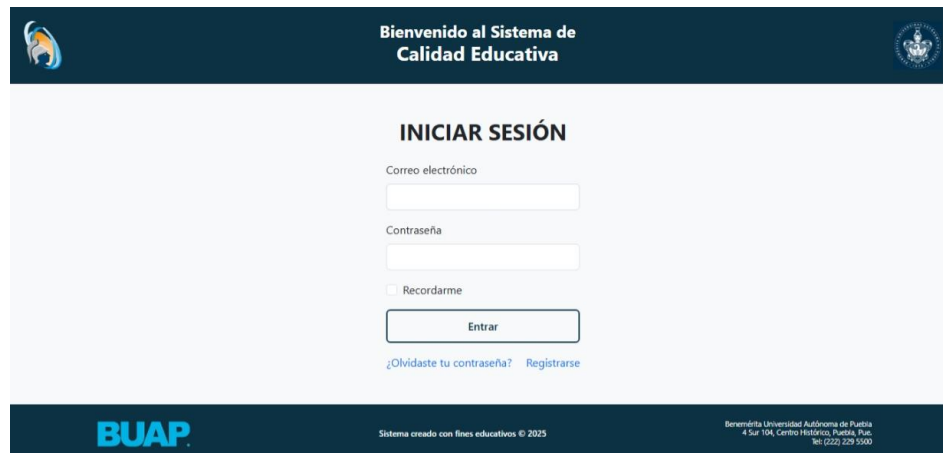 Bienvenido al Sistema de
Calidad Educativa
INICIAR SESIÓN
Correo electrónico
Contraseña
Recordarme
Entrar
¿Olvidaste tu contraseña? Registrarse
BUAP
Sistema creado con fines educativos © 2025
Benemérita Universidad Autónoma de Puebla
4 Sur 104, Centro Histórico, Puebla, Pue.
Tel: (222) 229 5500